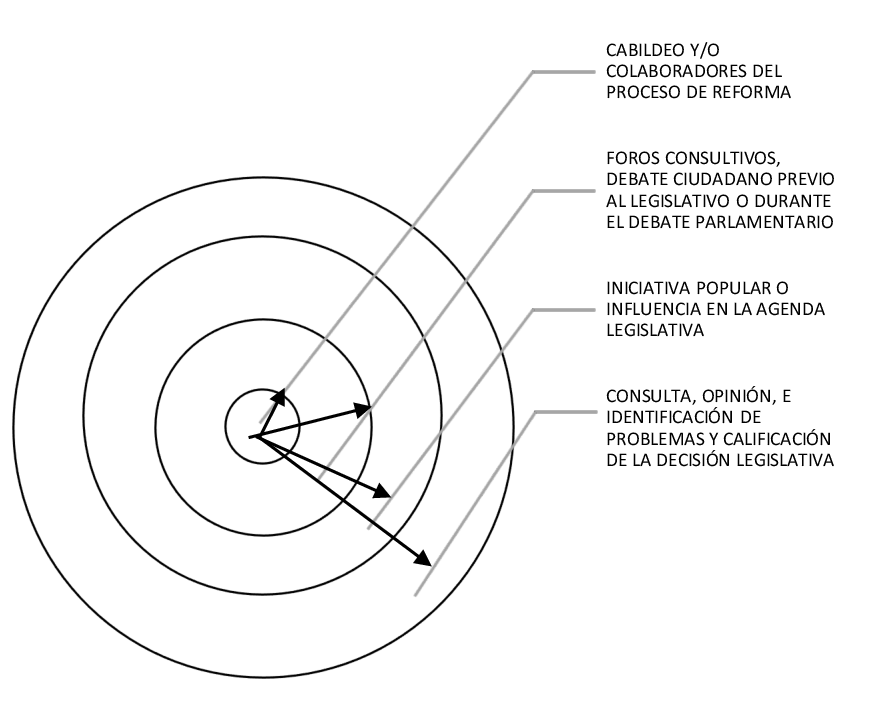 CABILDEO Y/O
COLABORADORES DEL
PROCESO DE REFORMA
FOROS CONSULTIVOS,
DEBATE CIUDADANO PREVIO
AL LEGISLATIVO O DURANTE
EL DEBATE PARLAMENTARIO
INICIATIVA POPULAR O
INFLUENCIA EN LA AGENDA
LEGISLATIVA
CONSULTA, OPINIÓN, E
IDENTIFICACIÓN DE
PROBLEMAS Y CALIFICACIÓN
DE LA DECISIÓN LEGISLATIVA